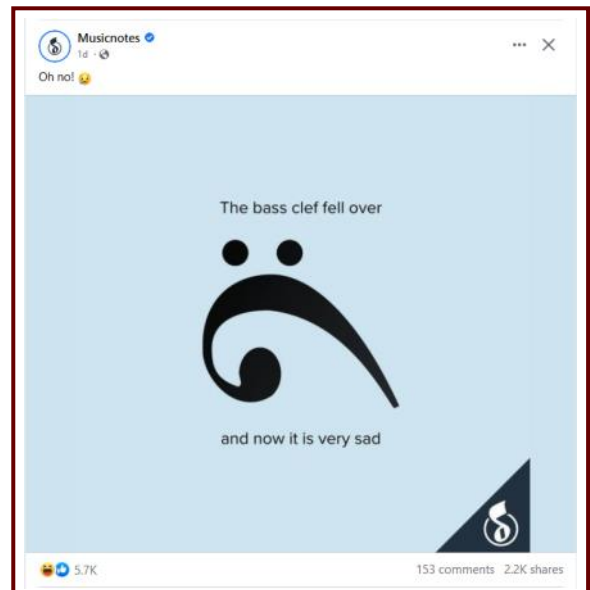 Musicnotes
1d ·
Oh no! 😥
The bass clef fell over
and now it is very sad
5.7K 153 comments 2.2K shares